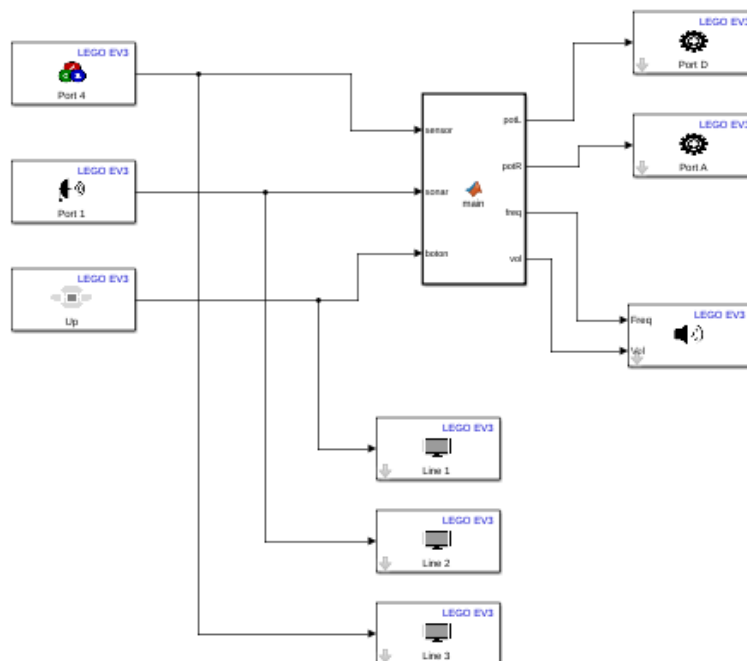 LEGO EV3
Port 4
LEGO EV3
Port 1
LEGO EV3
Up
sensor
sonar
boton
main
potL
potR
freq
vol
LEGO EV3
Port D
LEGO EV3
Port A
LEGO EV3
Freq
Vol
LEGO EV3
Line 1
LEGO EV3
Line 2
LEGO EV3
Line 3